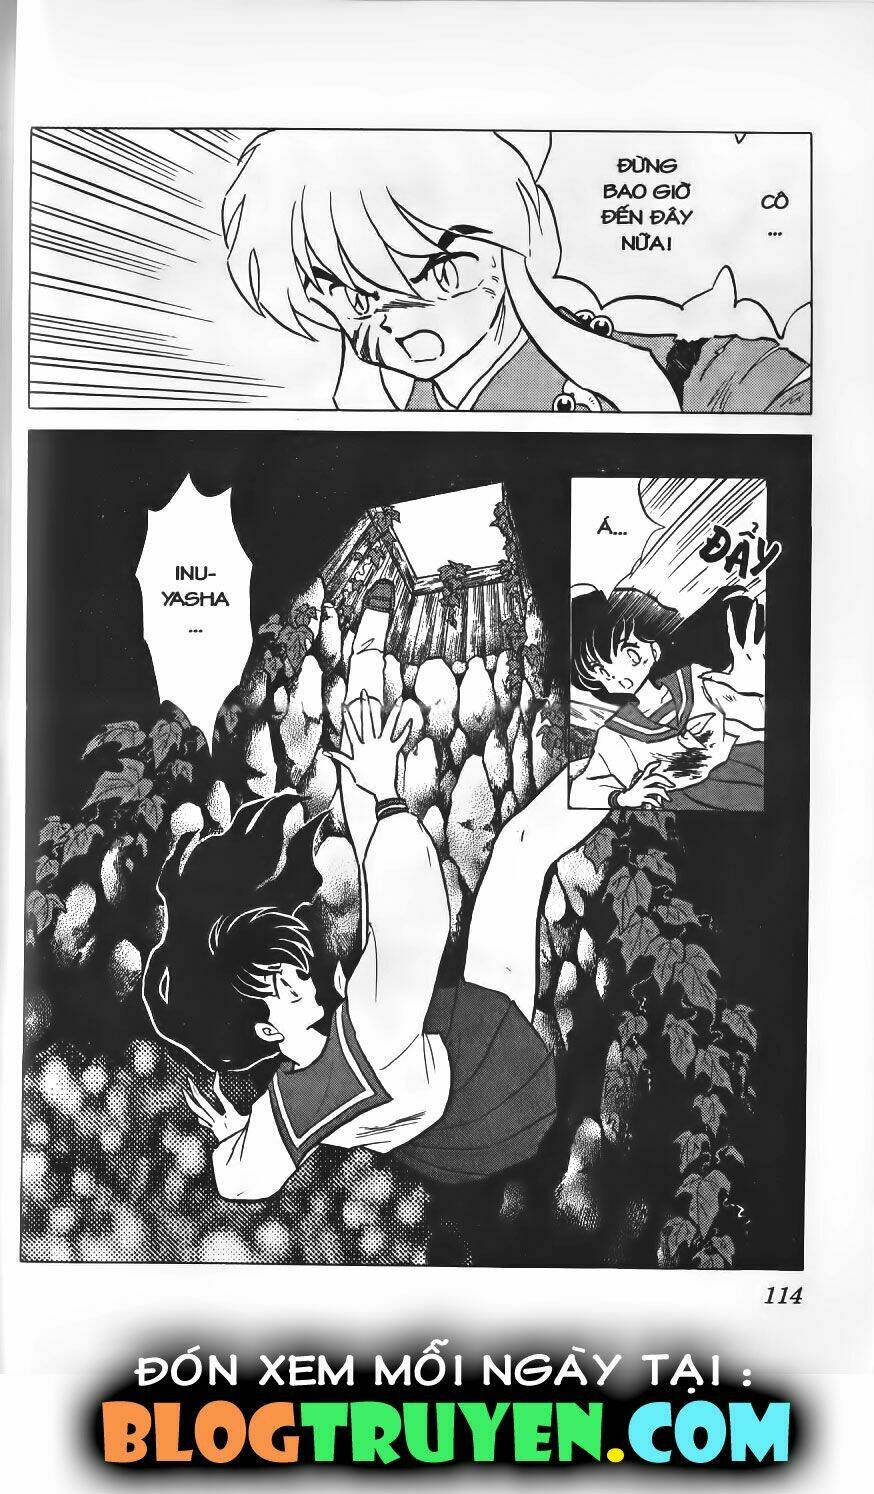 CÔ
...
ĐỪNG
BAO GIỜ
ĐẾN ĐÂY
NỮA!
Á...
ĐẨY
INU-
YASHA
...
114
ĐÓN XEM MỖI NGÀY TẠI :
BLOGTRUYEN.COM